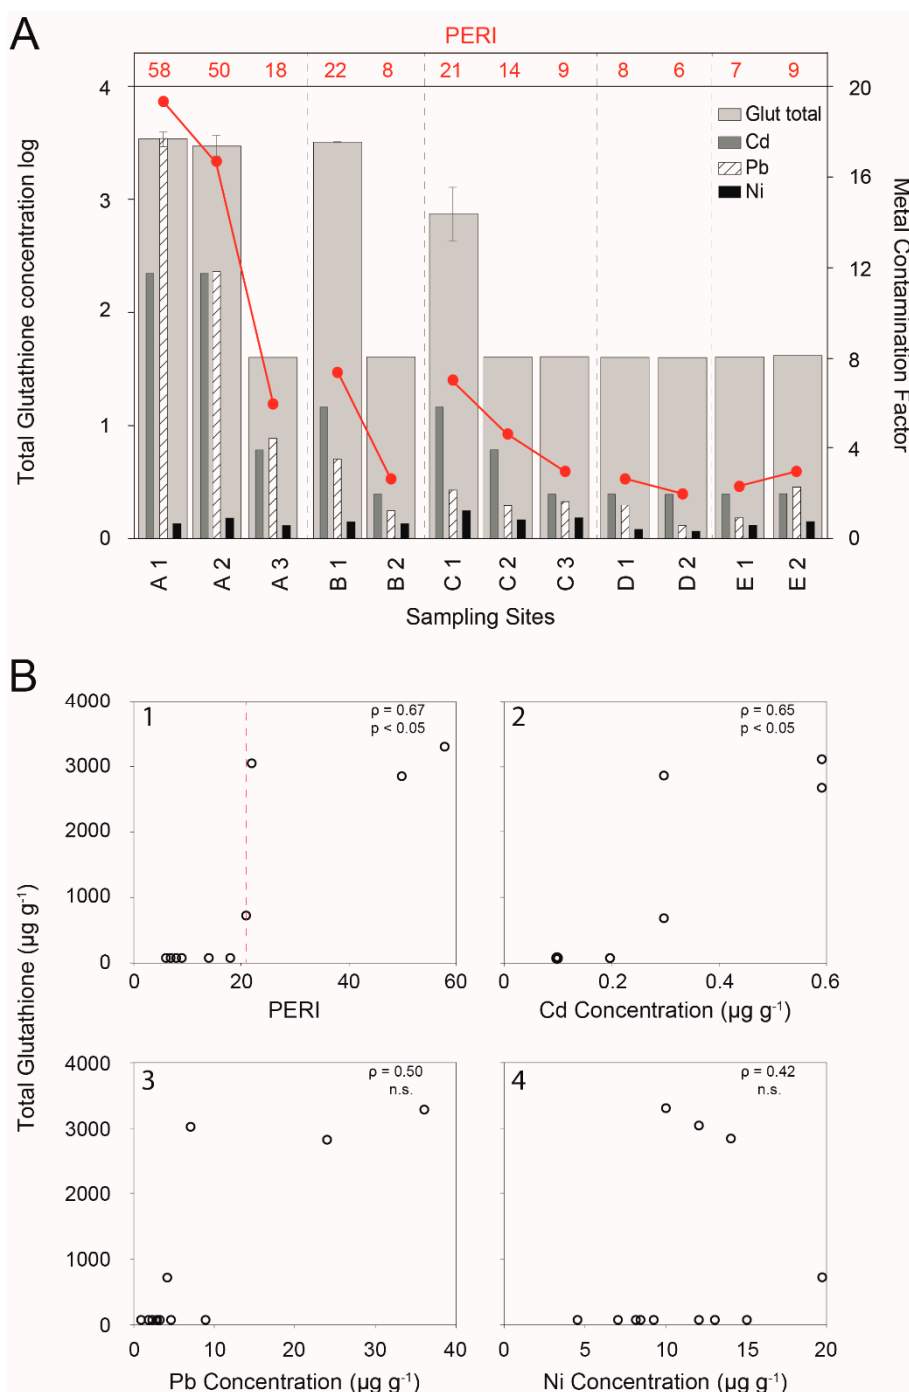 A
PERI
58 50 18 22 8 21 14 9 8 6 7 9
4 20
Glut total
Cd
Pb
Ni
3 16
12
2
8
1
4
0 0
Total Glutathione concentration log
Metal Contamination Factor
A 1 A 2 A 3 B 1 B 2 C 1 C 2 C 3 D 1 D 2 E 1 E 2
Sampling Sites
B
Total Glutathione (µg g-1)
4000
3000
2000
1000
0
1
ρ = 0.67
p < 0.05
0 20 40 60
PERI
2
ρ = 0.65
p < 0.05
0 0.2 0.4 0.6
Cd Concentration (µg g-1)
4000
3000
2000
1000
0
3
ρ = 0.50
n.s.
0 10 20 30 40
Pb Concentration (µg g-1)
4
ρ = 0.42
n.s.
0 5 10 15 20
Ni Concentration (µg g-1)